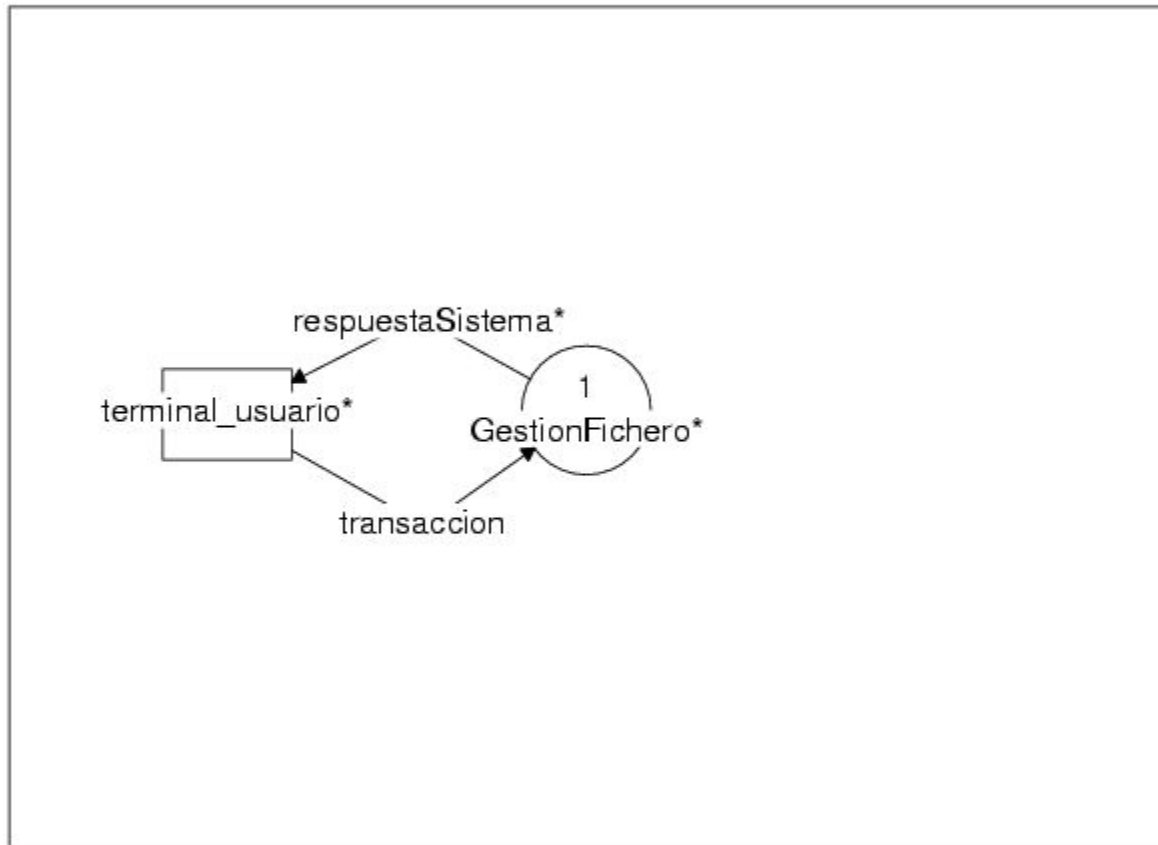 respuestaSistema*
1
terminal_usuario*
GestionFichero*
transaccion